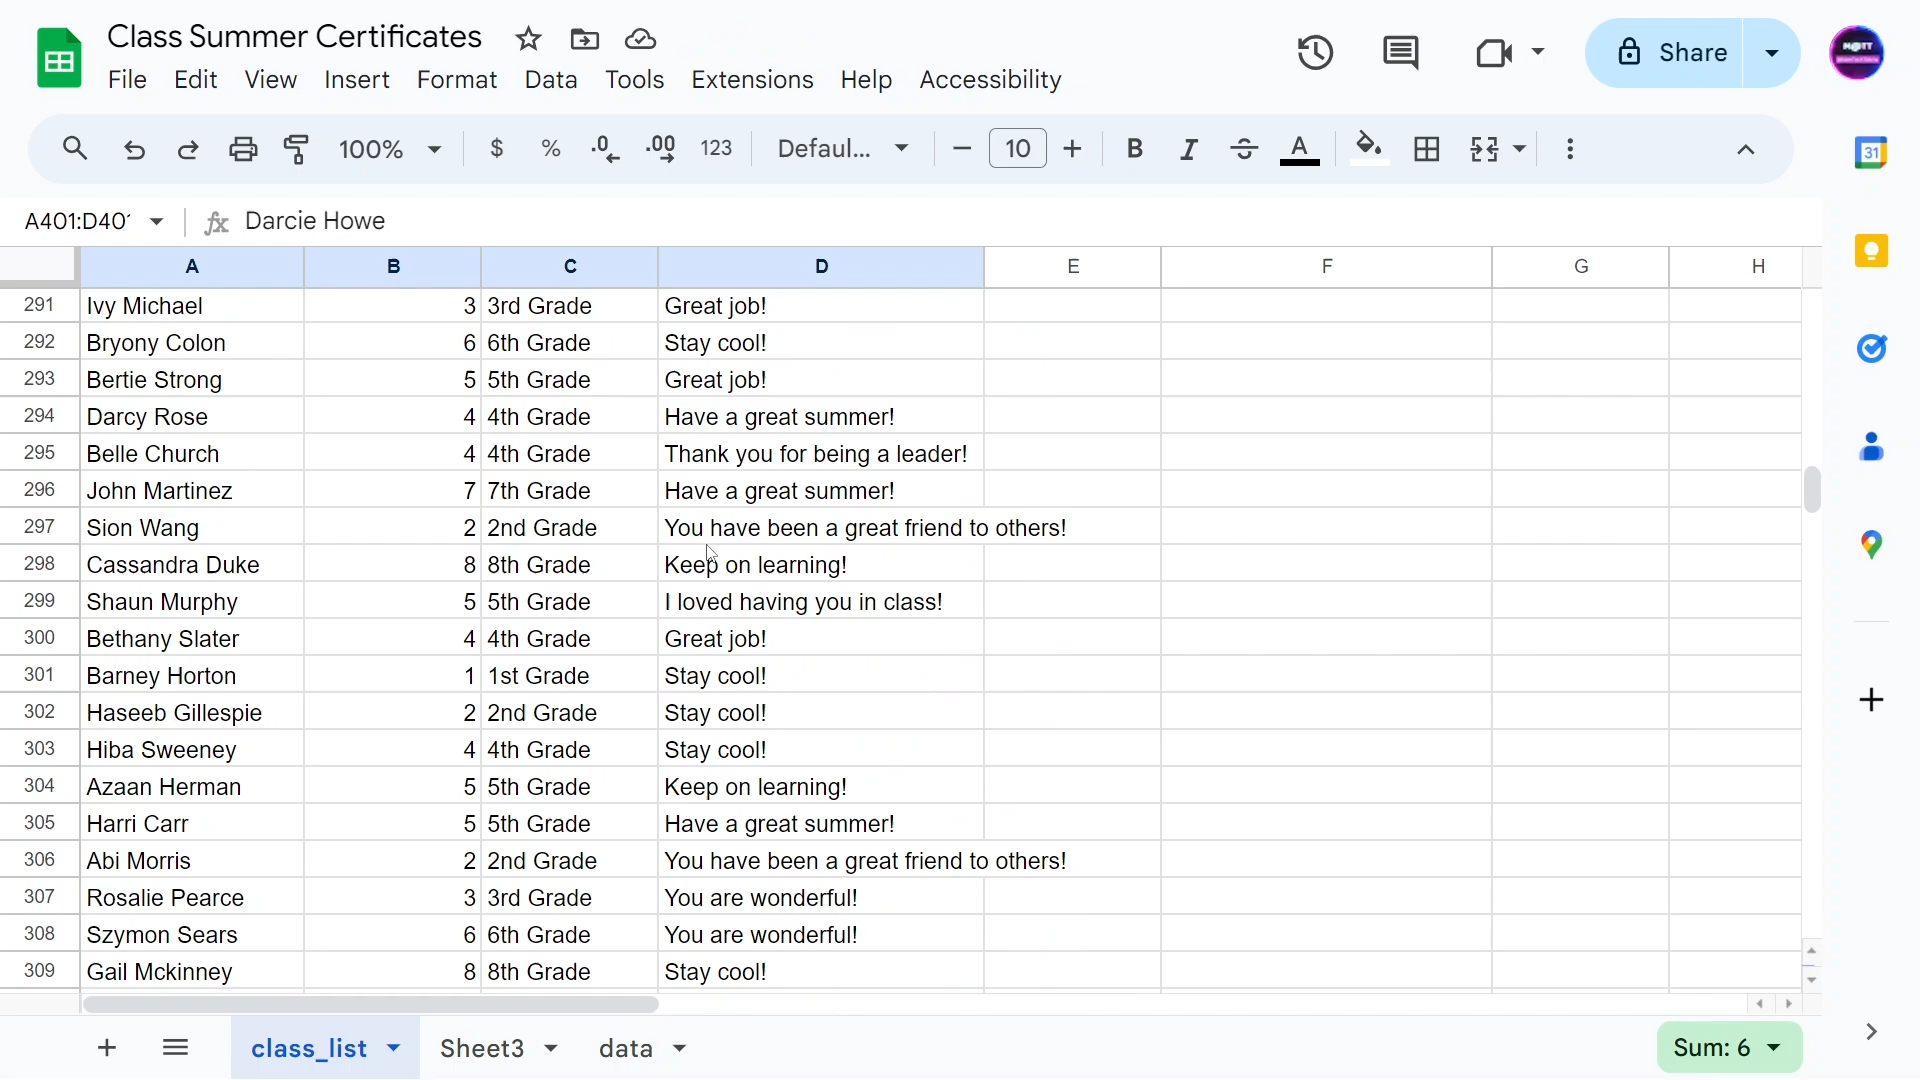 Class Summer Certificates
File Edit View Insert Format Data Tools Extensions Help Accessibility
Share
M@TT
100% $ % .0 .00 123 Defaul... 10 B I A
31
A401:D40 fx Darcie Howe
A B C D E F G H
291 Ivy Michael 3 3rd Grade Great job!
292 Bryony Colon 6 6th Grade Stay cool!
293 Bertie Strong 5 5th Grade Great job!
294 Darcy Rose 4 4th Grade Have a great summer!
295 Belle Church 4 4th Grade Thank you for being a leader!
296 John Martinez 7 7th Grade Have a great summer!
297 Sion Wang 2 2nd Grade You have been a great friend to others!
298 Cassandra Duke 8 8th Grade Keep on learning!
299 Shaun Murphy 5 5th Grade I loved having you in class!
300 Bethany Slater 4 4th Grade Great job!
301 Barney Horton 1 1st Grade Stay cool!
302 Haseeb Gillespie 2 2nd Grade Stay cool!
303 Hiba Sweeney 4 4th Grade Stay cool!
304 Azaan Herman 5 5th Grade Keep on learning!
305 Harri Carr 5 5th Grade Have a great summer!
306 Abi Morris 2 2nd Grade You have been a great friend to others!
307 Rosalie Pearce 3 3rd Grade You are wonderful!
308 Szymon Sears 6 6th Grade You are wonderful!
309 Gail Mckinney 8 8th Grade Stay cool!
class_list Sheet3 data Sum: 6